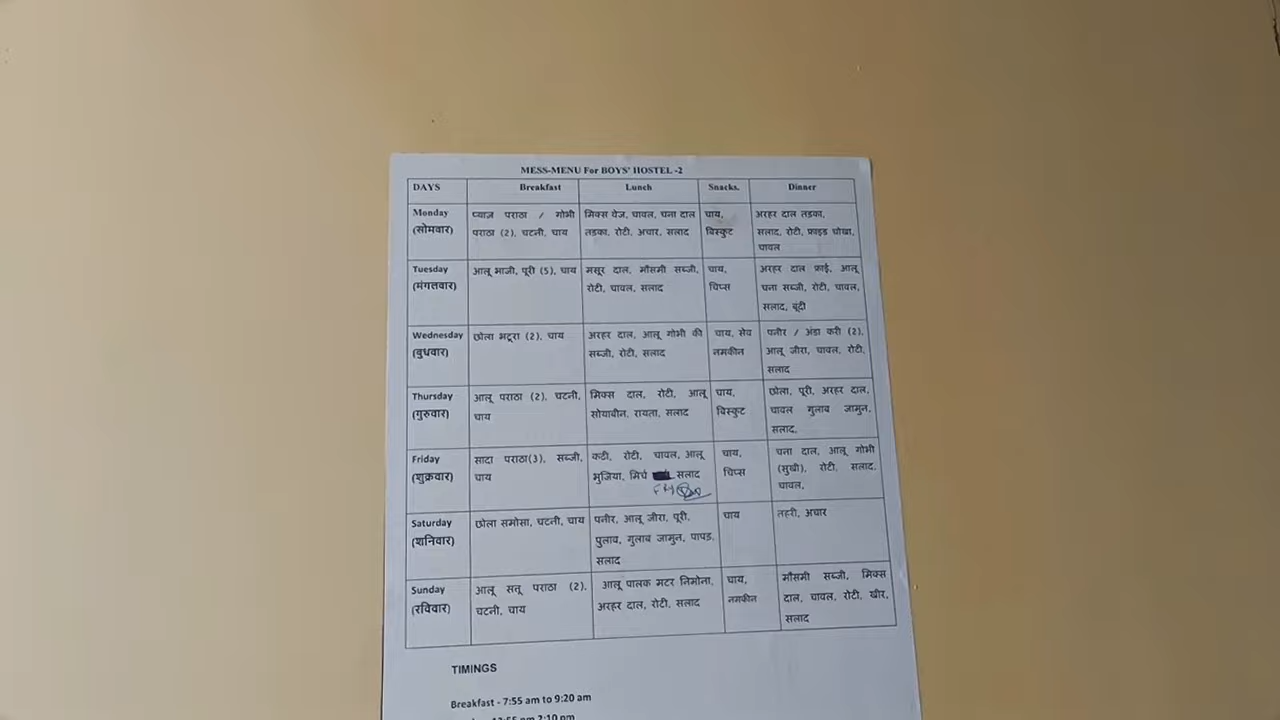 MESS-MENU For BOYS' HOSTEL -2
DAYS Breakfast Lunch Snacks. Dinner
Monday प्याज पराठा / गोभी मिक्स वेज, चावल, चना दाल चाय, अरहर दाल तड़का,
(सोमवार) पराठा (2), चटनी, चाय तड़का, रोटी, अचार, सलाद बिस्कुट सलाद, रोटी, फ्राइड चोखा,
चावल
Tuesday आलू भाजी, पूरी (5), चाय मसूर दाल, मौसमी सब्जी, चाय, अरहर दाल फ्राई, आलू
(मंगलवार) रोटी, चावल, सलाद चिप्स चना सब्जी, रोटी, चावल,
सलाद, बूंदी
Wednesday छोला भटूरा (2), चाय अरहर दाल, आलू गोभी की चाय, सेव पनीर / अंडा करी (2),
(बुधवार) सब्जी, रोटी, सलाद नमकीन आलू जीरा, चावल, रोटी,
सलाद
Thursday आलू पराठा (2), चटनी, मिक्स दाल, रोटी, आलू चाय, छोला, पूरी, अरहर दाल,
(गुरुवार) चाय सोयाबीन, रायता, सलाद बिस्कुट चावल गुलाब जामुन,
सलाद,
Friday सादा पराठा(3), सब्जी, कढी, रोटी, चावल, आलू चाय, चना दाल, आलू गोभी
(शुक्रवार) चाय भुजिया, मिर्च सलाद चिप्स (सुखी), रोटी, सलाद,
चावल,
Saturday छोला समोसा, चटनी, चाय पनीर, आलू जीरा, पूरी, चाय तहरी, अचार
(शनिवार) पुलाव, गुलाब जामुन, पापड़,
सलाद
Sunday आलू सत्तू पराठा (2), आलू पालक मटर निमोना, चाय, मौसमी सब्जी, मिक्स
(रविवार) चटनी, चाय अरहर दाल, रोटी, सलाद नमकीन दाल, चावल, रोटी, खीर,
सलाद
TIMINGS
Breakfast - 7:55 am to 9:20 am